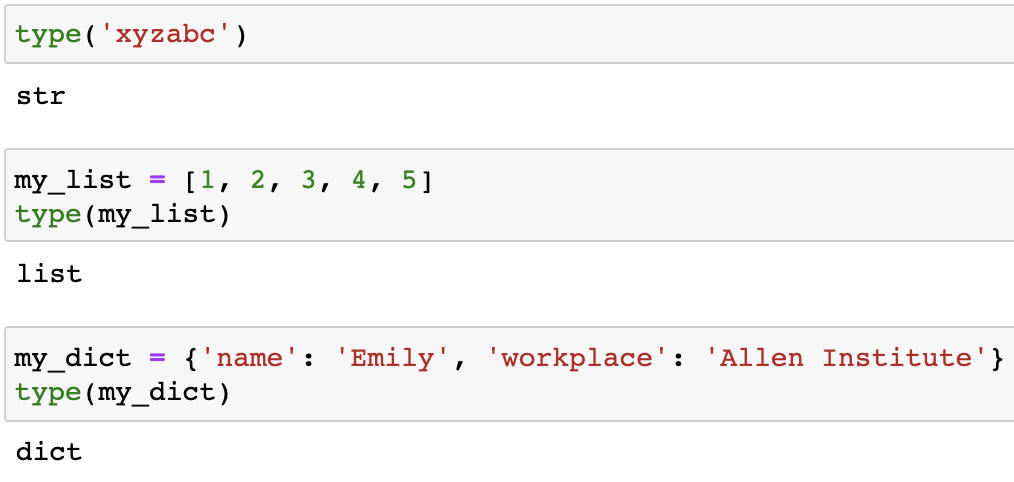 type('xyzabc')
str
my_list = [1, 2, 3, 4, 5]
type(my_list)
list
my_dict = {'name': 'Emily', 'workplace': 'Allen Institute'}
type(my_dict)
dict